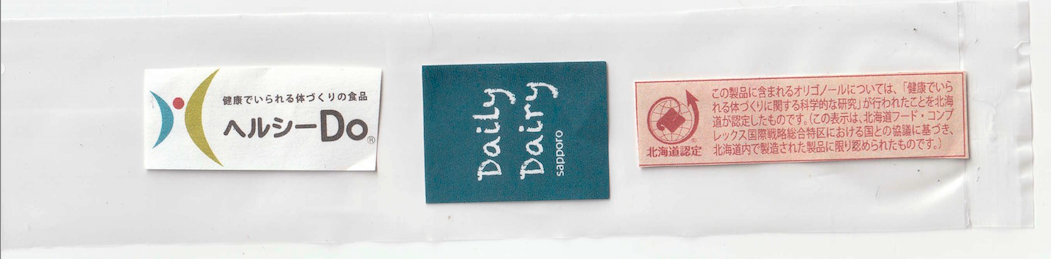 健康でいられる体づくりの食品
ヘルシーDo®
Daily
Dairy
sapporo
この製品に含まれるオリゴノールについては、「健康でいら
れる体づくりに関する科学的な研究」が行われたことを北海
道が認定したものです。(この表示は、北海道フード・コンプ
レックス国際戦略総合特区における国との協議に基づき、
北海道内で製造された製品に限り認められたものです。)
北海道認定